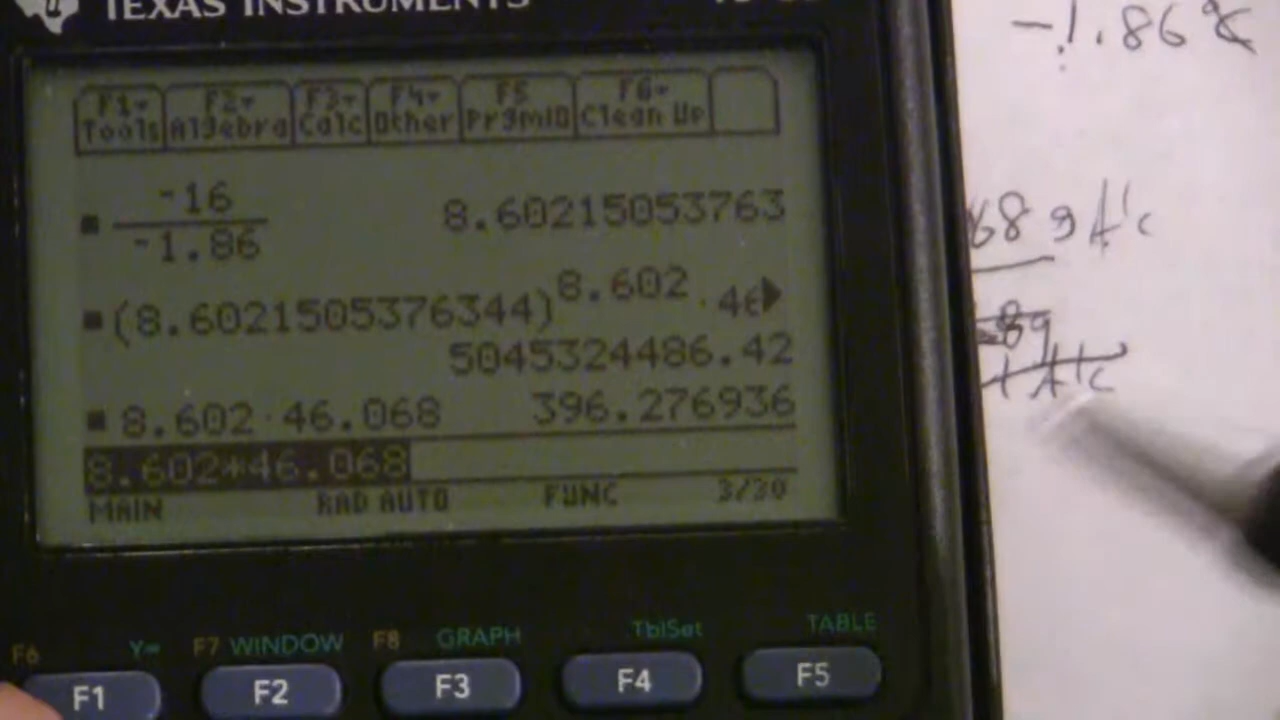 TEXAS INSTRUMENTS
F1 F2 F3 F4 F5 F6
Tools Algebra Calc Other PrgmIO Clean Up
-16
-1.86
8.60215053763
(8.6021505376344)^8.602 · 46
5045324486.42
8.602 · 46.068 396.276936
8.602*46.068
MAIN RAD AUTO FUNC 3/30
F6 Y= F7 WINDOW F8 GRAPH TblSet TABLE
F1 F2 F3 F4 F5
-1.86
68 g